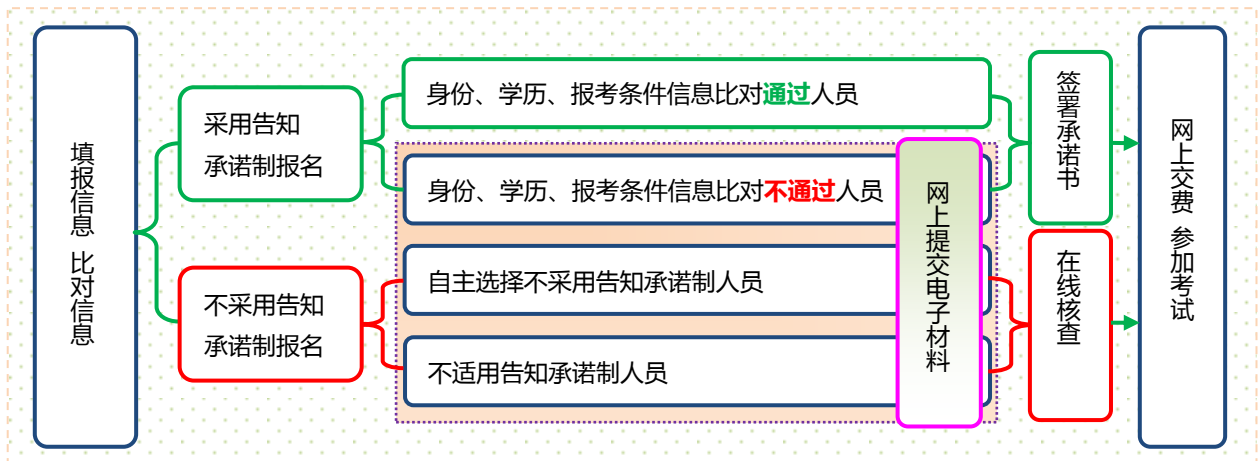 填报信息 比对信息
采用告知
承诺制报名
不采用告知
承诺制报名
身份、学历、报考条件信息比对通过人员
身份、学历、报考条件信息比对不通过人员
自主选择不采用告知承诺制人员
不适用告知承诺制人员
网上提交电子材料
签署承诺书
在线核查
网上交费 参加考试